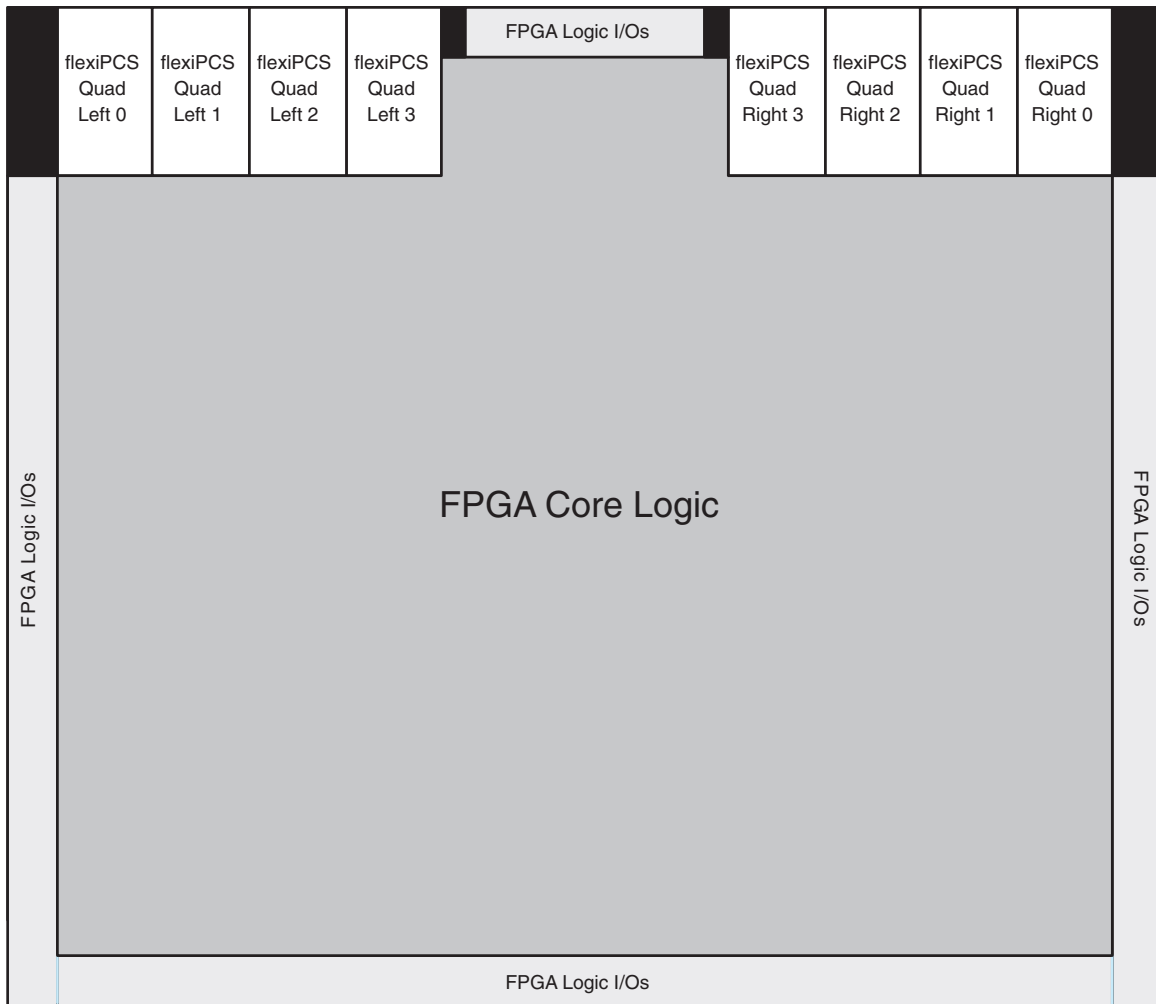 flexiPCS
Quad
Left 0
flexiPCS
Quad
Left 1
flexiPCS
Quad
Left 2
flexiPCS
Quad
Left 3
FPGA Logic I/Os
flexiPCS
Quad
Right 3
flexiPCS
Quad
Right 2
flexiPCS
Quad
Right 1
flexiPCS
Quad
Right 0
FPGA Logic I/Os
FPGA Core Logic
FPGA Logic I/Os
FPGA Logic I/Os